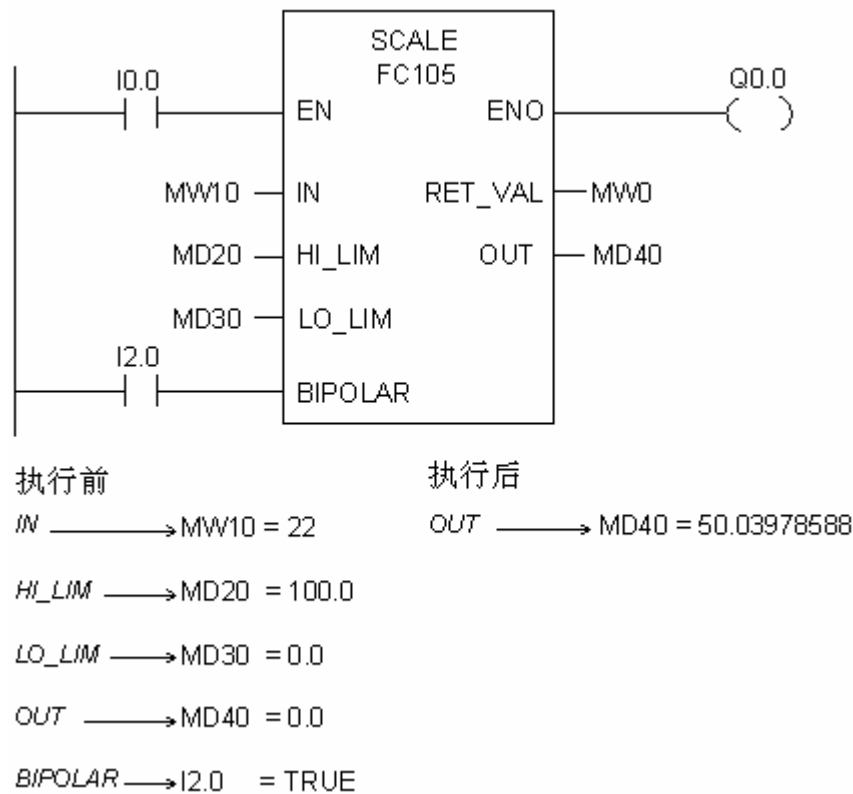 SCALE
FC105
I0.0
Q0.0
EN
ENO
MW10
IN
RET_VAL
MW0
MD20
HI_LIM
OUT
MD40
MD30
LO_LIM
I2.0
BIPOLAR
执行前
执行后
IN MW10 = 22
OUT MD40 = 50.03978588
HI_LIM MD20 = 100.0
LO_LIM MD30 = 0.0
OUT MD40 = 0.0
BIPOLAR I2.0 = TRUE